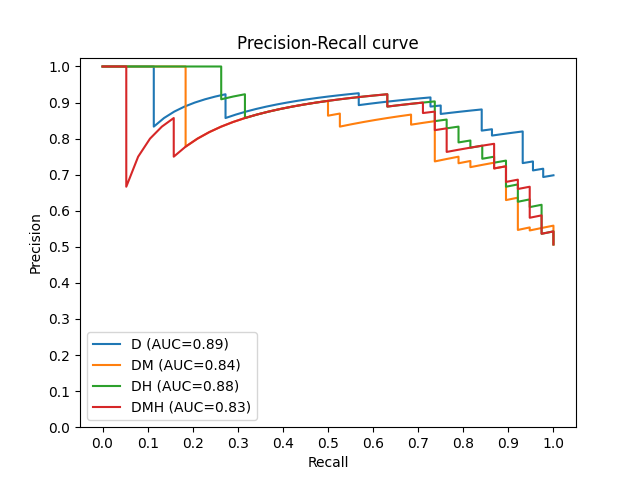 Precision-Recall curve
Precision
1.0
0.9
0.8
0.7
0.6
0.5
0.4
0.3
0.2
0.1
0.0
D (AUC=0.89)
DM (AUC=0.84)
DH (AUC=0.88)
DMH (AUC=0.83)
0.0 0.1 0.2 0.3 0.4 0.5 0.6 0.7 0.8 0.9 1.0
Recall